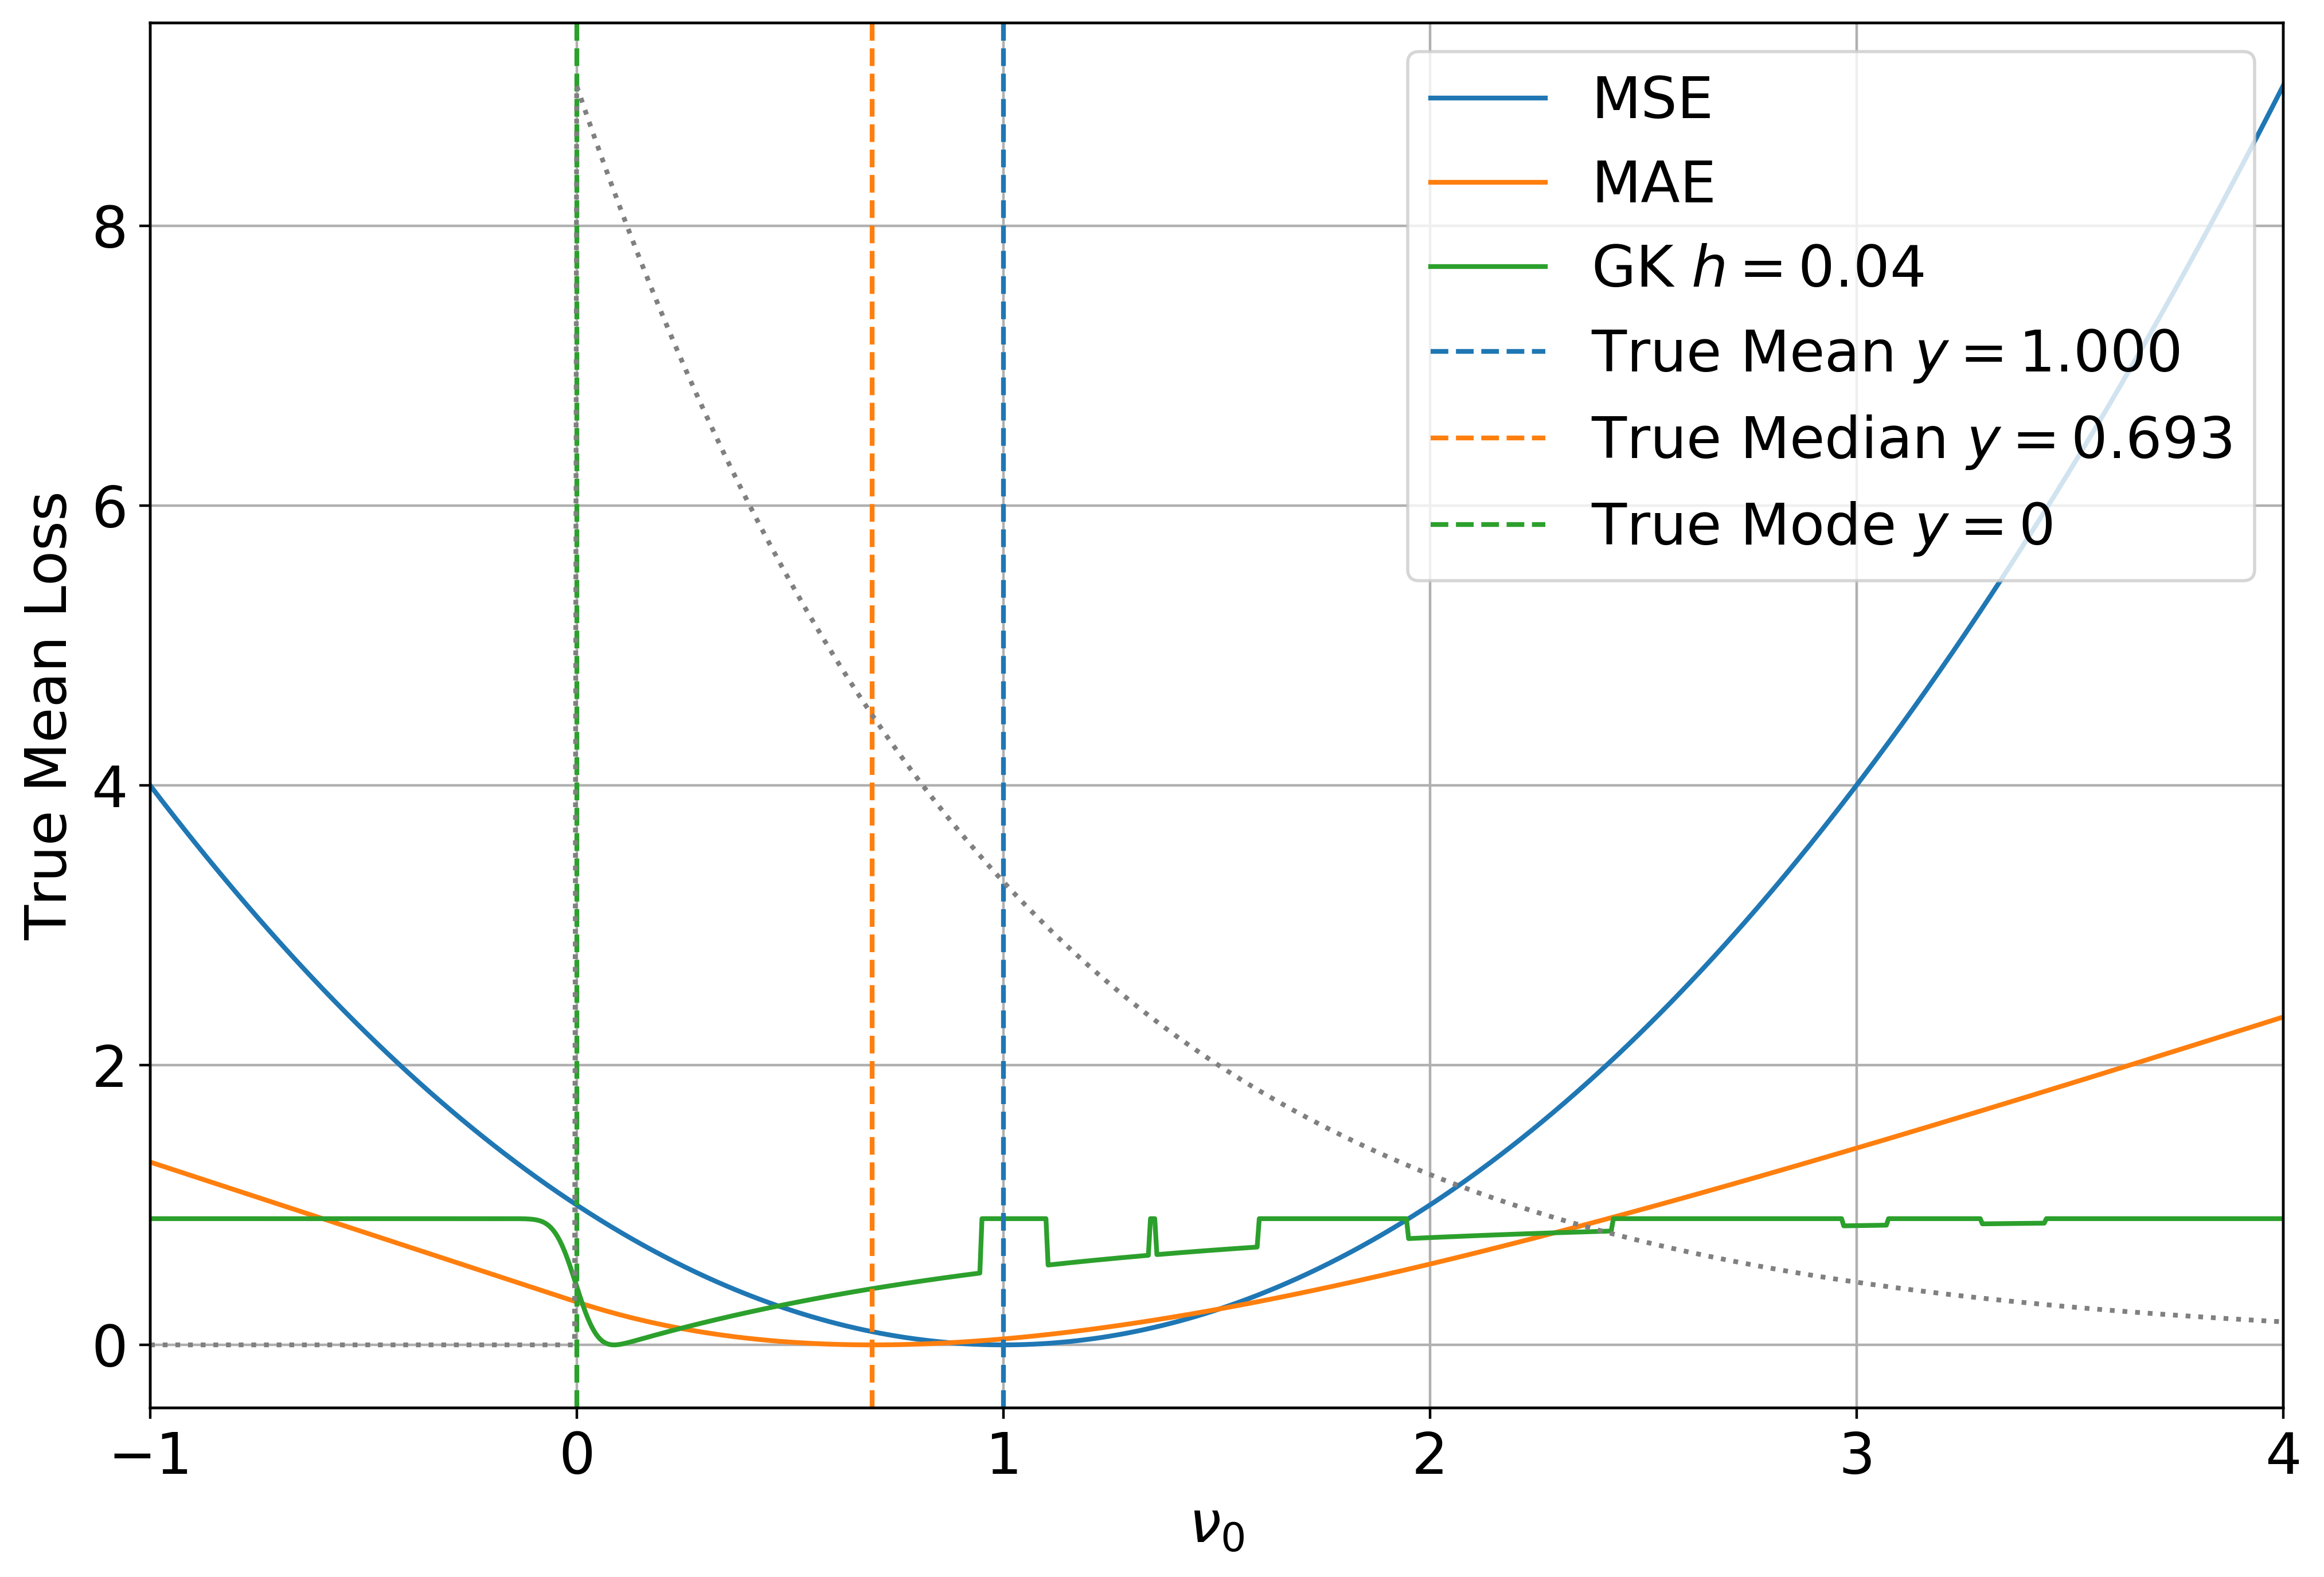 MSE
MAE
GK h = 0.04
True Mean y = 1.000
True Median y = 0.693
True Mode y = 0
True Mean Loss
8
6
4
2
0
−1 0 1 2 3 4
ν₀